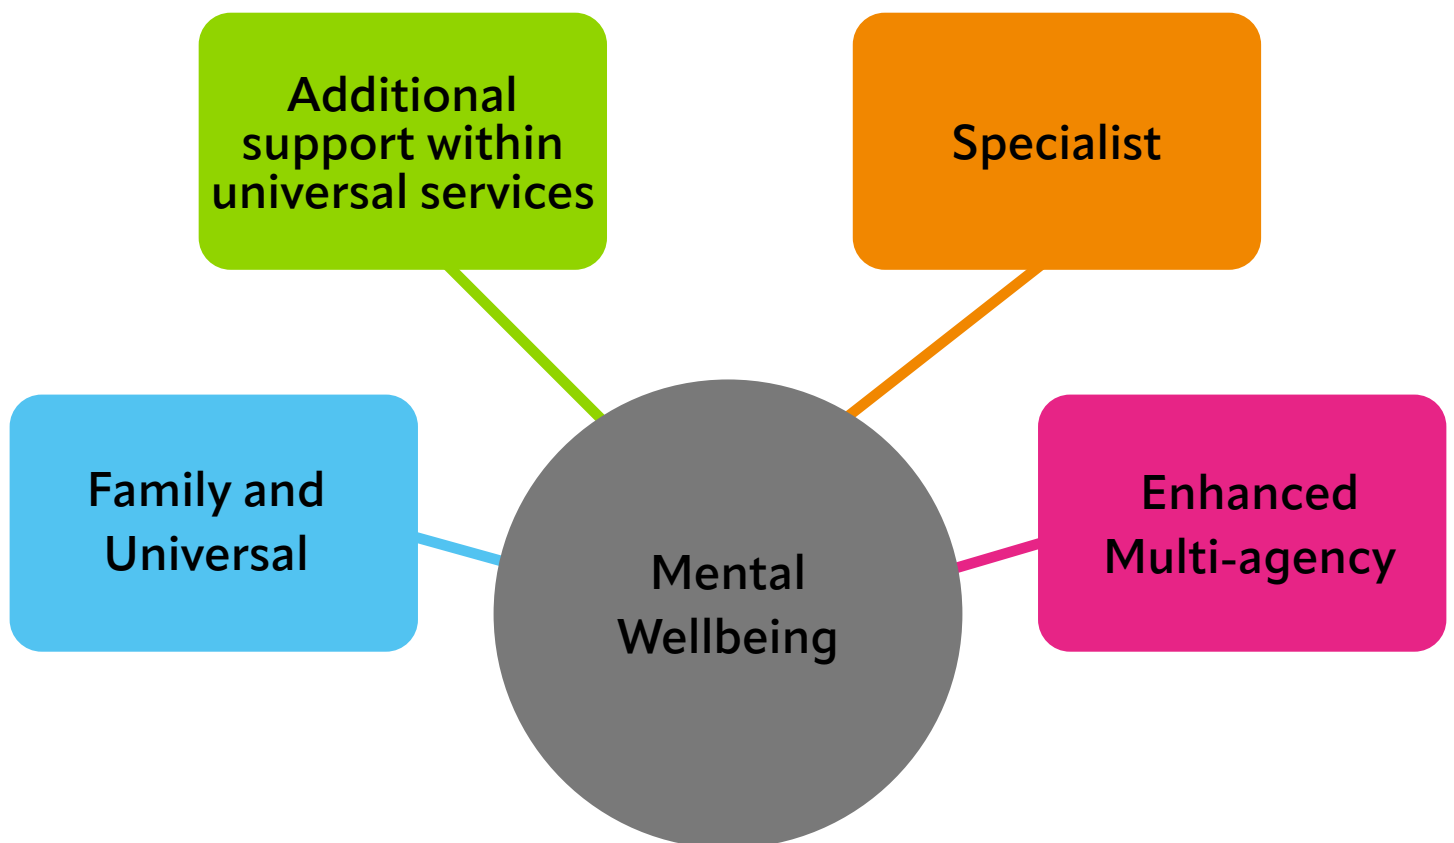 Additional
support within
universal services
Specialist
Family and
Universal
Mental
Wellbeing
Enhanced
Multi-agency